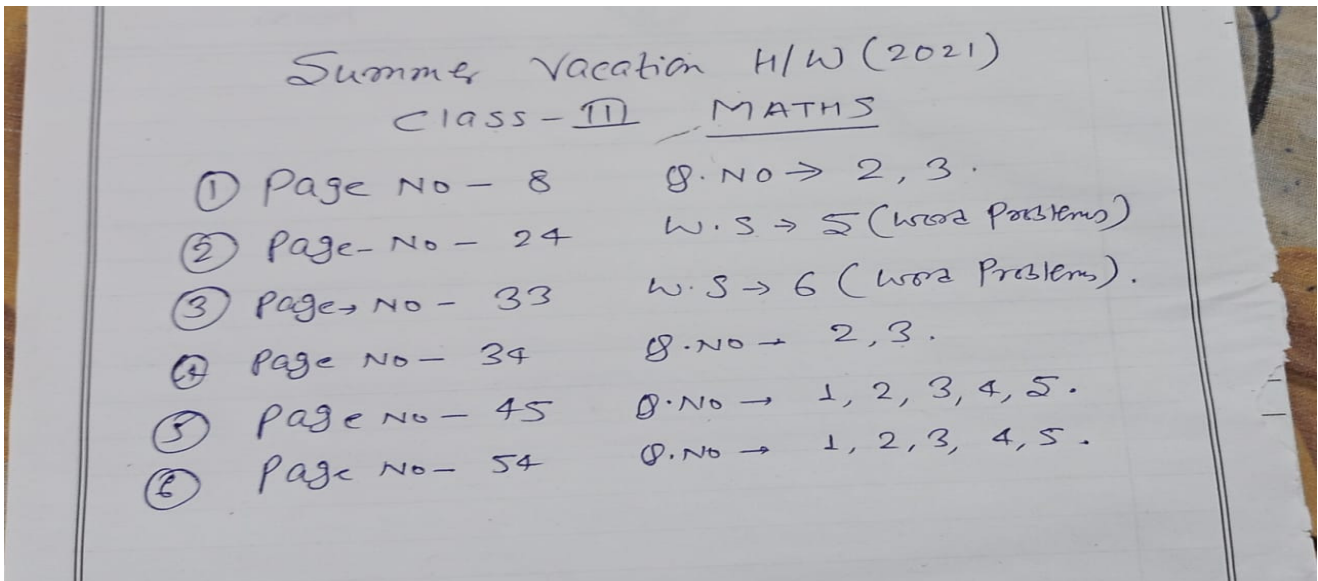 Summer Vacation H/W (2021)
Class - III MATHS
① Page No - 8 Q. No → 2, 3.
② Page - No - 24 W.S → 5 (Word Problems)
③ Page, No - 33 W.S → 6 (Word Problems).
④ Page No - 34 Q. No → 2, 3.
⑤ Page No - 45 Q. No → 1, 2, 3, 4, 5.
⑥ Page No - 54 Q. No → 1, 2, 3, 4, 5.